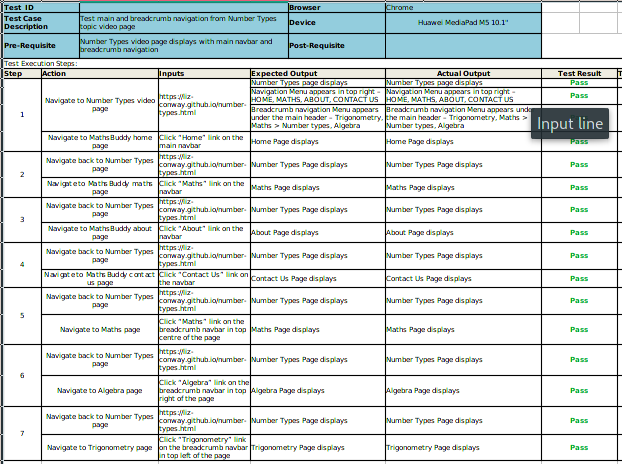 Test ID
Browser
Chrome
Test Case
Description
Test main and breadcrumb navigation from Number Types
topic video page
Device
Huawei MediaPad M5 10.1"
Pre-Requisite
Number Types video page displays with main navbar and
breadcrumb navigation
Post-Requisite
Test Execution Steps:
Step Action Inputs Expected Output Actual Output Test Result
1
Navigate to Number Types video
page
https://liz-
conway.github.io/number-
types.html
Number Types page displays
Number Types page displays
Pass
Navigation Menu appears in top right –
HOME, MATHS, ABOUT, CONTACT US
Navigation Menu appears in top right –
HOME, MATHS, ABOUT, CONTACT US
Pass
Breadcrumb navigation navbar appears
under the main header – Trigonometry,
Maths > Number types, Algebra
Breadcrumb navigation navbar appears under
the main header – Trigonometry, Maths >
Number types, Algebra
Input line
Navigate to MathsBuddy home
page
Click "Home" link on the
main navbar
Home Page displays
Home Page displays
Pass
2
Navigate back to Number Types
page
https://liz-
conway.github.io/number-
types.html
Number Types Page displays
Number Types Page displays
Pass
Navigate to Maths Buddy maths
page
Click "Maths" link on the
navbar
Maths Page displays
Maths Page displays
Pass
3
Navigate back to Number Types
page
https://liz-
conway.github.io/number-
types.html
Number Types Page displays
Number Types Page displays
Pass
Navigate to MathsBuddy about
page
Click "About" link on the
navbar
About Page displays
About Page displays
Pass
4
Navigate back to Number Types
page
https://liz-
conway.github.io/number-
types.html
Number Types Page displays
Number Types Page displays
Pass
Navigate to Maths Buddy contact
us page
Click "Contact Us" link on
the navbar
Contact Us Page displays
Contact Us Page displays
Pass
5
Navigate back to Number Types
page
https://liz-
conway.github.io/number-
types.html
Number Types Page displays
Number Types Page displays
Pass
Navigate to Maths page
Click "Maths" link on the
breadcrumb navbar in top
centre of the page
Maths Page displays
Maths Page displays
Pass
6
Navigate back to Number Types
page
https://liz-
conway.github.io/number-
types.html
Number Types Page displays
Number Types Page displays
Pass
Navigate to Algebra page
Click "Algebra" link on the
breadcrumb navbar in top
right of the page
Algebra Page displays
Algebra Page displays
Pass
7
Navigate back to Number Types
page
https://liz-
conway.github.io/number-
types.html
Number Types Page displays
Number Types Page displays
Pass
Navigate to Trigonometry page
Click "Trigonometry" link
on the breadcrumb navbar
in top left of the page
Trigonometry Page displays
Trigonometry Page displays
Pass